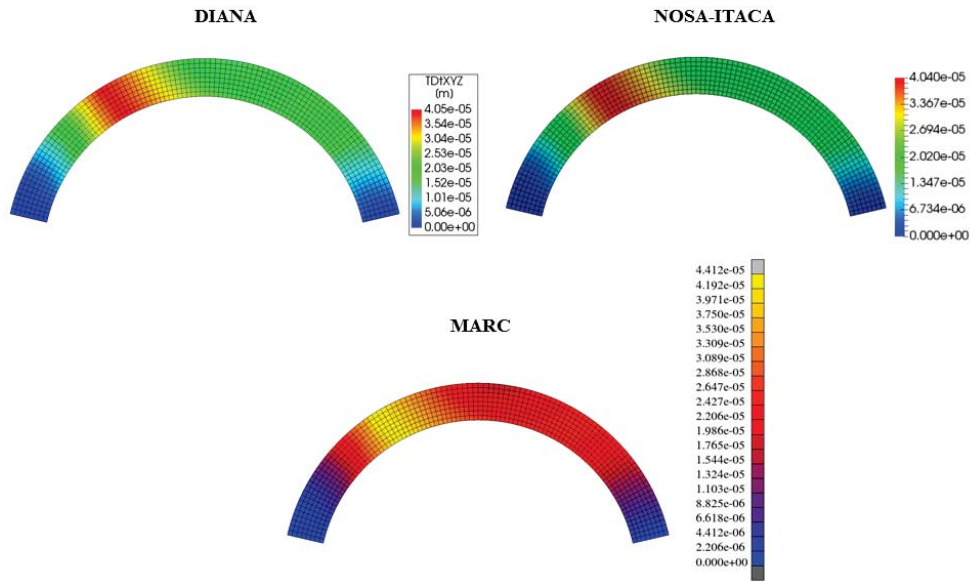 DIANA
NOSA-ITACA
TDtXYZ
(m)
4.05e-05
3.54e-05
3.04e-05
2.53e-05
2.03e-05
1.52e-05
1.01e-05
5.06e-06
0.00e+00
4.040e-05
3.367e-05
2.694e-05
2.020e-05
1.347e-05
6.734e-06
0.000e+00
MARC
4.412e-05
4.192e-05
3.971e-05
3.750e-05
3.530e-05
3.309e-05
3.089e-05
2.868e-05
2.647e-05
2.427e-05
2.206e-05
1.986e-05
1.765e-05
1.544e-05
1.324e-05
1.103e-05
8.825e-06
6.618e-06
4.412e-06
2.206e-06
0.000e+00